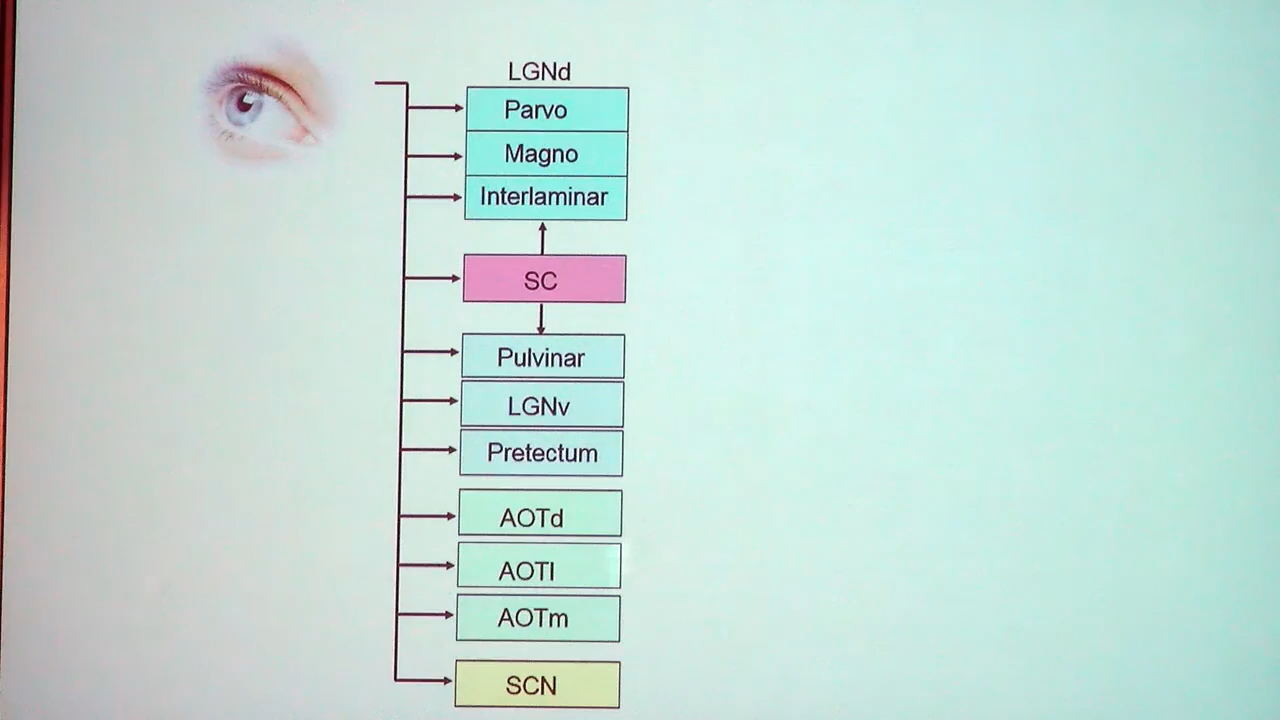 LGNd
Parvo
Magno
Interlaminar
SC
Pulvinar
LGNv
Pretectum
AOTd
AOTl
AOTm
SCN